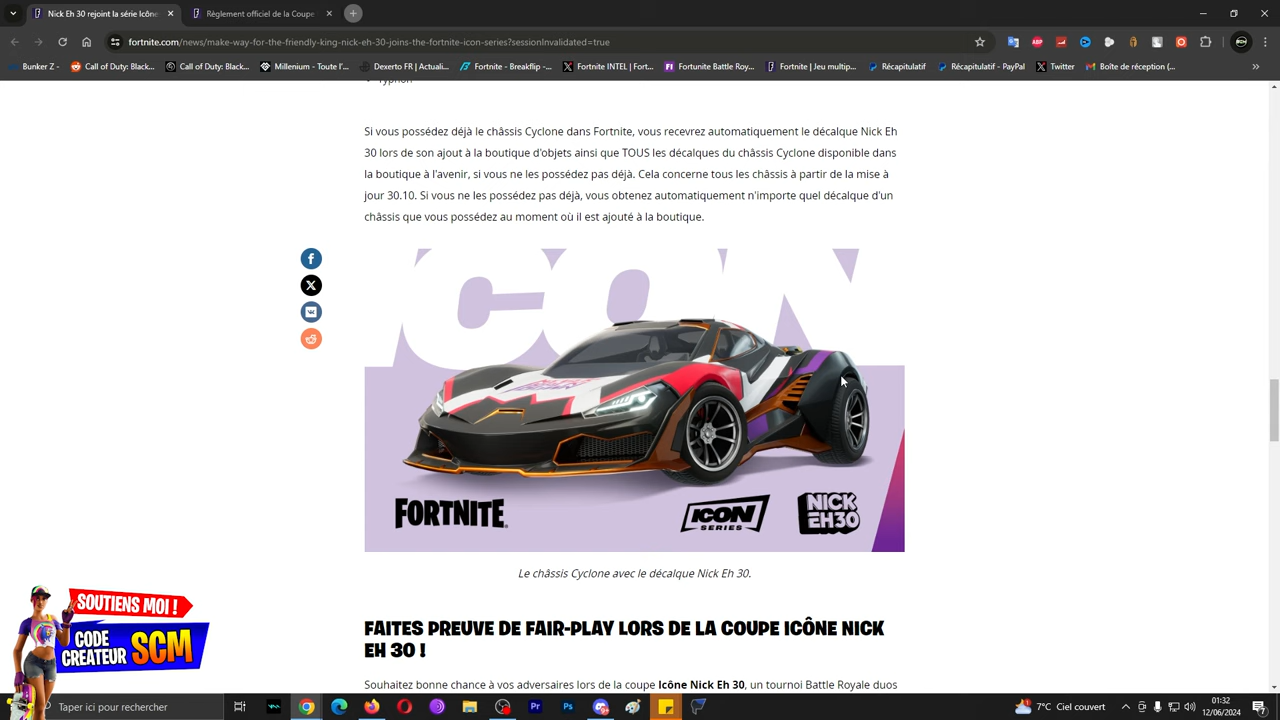 Nick Eh 30 rejoint la série Icône
Règlement officiel de la Coupe
fortnite.com/news/make-way-for-the-friendly-king-nick-eh-30-joins-the-fortnite-icon-series?sessionInvalidated=true
Bunker Z -
Call of Duty: Black...
Call of Duty: Black...
Millenium - Toute l'...
Dexerto FR | Actuali...
Fortnite - Breakflip -...
Fortnite INTEL | Fort...
Fortunite Battle Roy...
Fortnite | Jeu multip...
Récapitulatif
Récapitulatif - PayPal
Twitter
Boîte de réception (...
Typhon
Si vous possédez déjà le châssis Cyclone dans Fortnite, vous recevrez automatiquement le décalque Nick Eh
30 lors de son ajout à la boutique d'objets ainsi que TOUS les décalques du châssis Cyclone disponible dans
la boutique à l'avenir, si vous ne les possédez pas déjà. Cela concerne tous les châssis à partir de la mise à
jour 30.10. Si vous ne les possédez pas déjà, vous obtenez automatiquement n'importe quel décalque d'un
châssis que vous possédez au moment où il est ajouté à la boutique.
ICON
FORTNITE
ICON
SERIES
NICK
EH30
Le châssis Cyclone avec le décalque Nick Eh 30.
FAITES PREUVE DE FAIR-PLAY LORS DE LA COUPE ICÔNE NICK
EH 30 !
Souhaitez bonne chance à vos adversaires lors de la coupe Icône Nick Eh 30, un tournoi Battle Royale duos
SOUTIENS MOI !
CODE
CREATEUR SCM
Taper ici pour rechercher
7°C Ciel couvert
01:32
12/06/2024